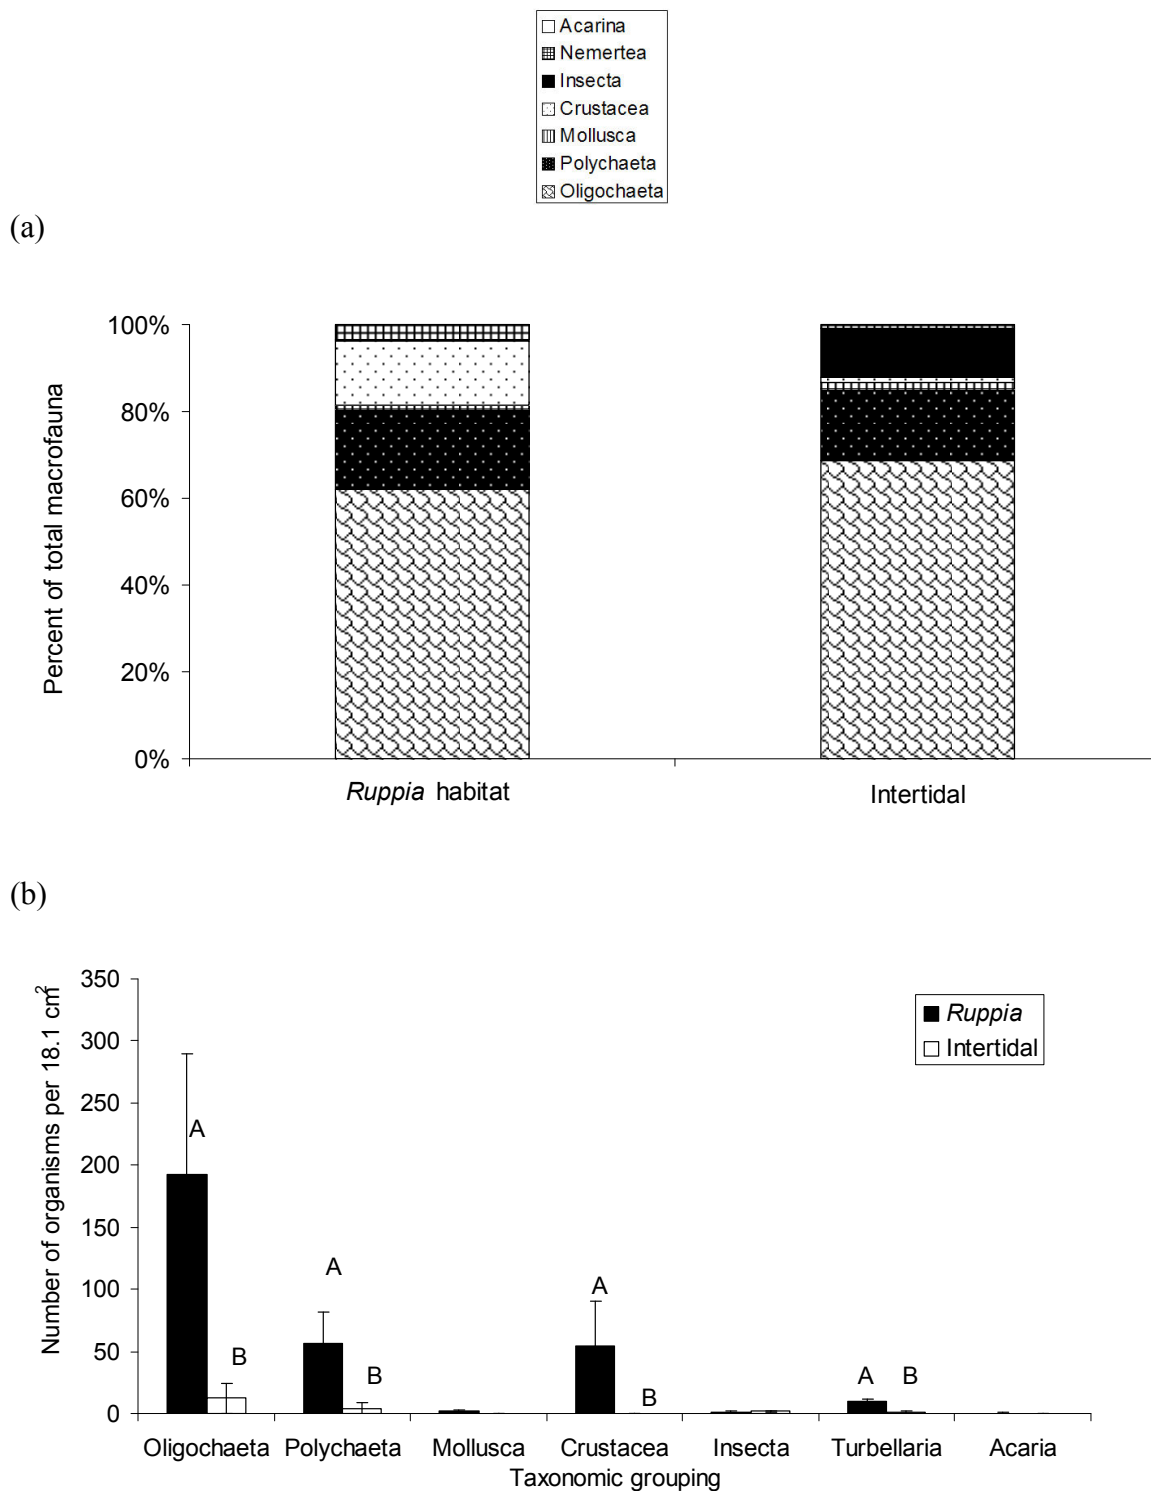 Acarina
Nemertea
Insecta
Crustacea
Mollusca
Polychaeta
Oligochaeta
(a)
100%
80%
60%
40%
20%
0%
Percent of total macrofauna
Ruppia habitat
Intertidal
(b)
350
300
250
200
150
100
50
0
Number of organisms per 18.1 cm²
Ruppia
Intertidal
A
B
A
B
A
B
A
B
Oligochaeta
Polychaeta
Mollusca
Crustacea
Insecta
Turbellaria
Acaria
Taxonomic grouping